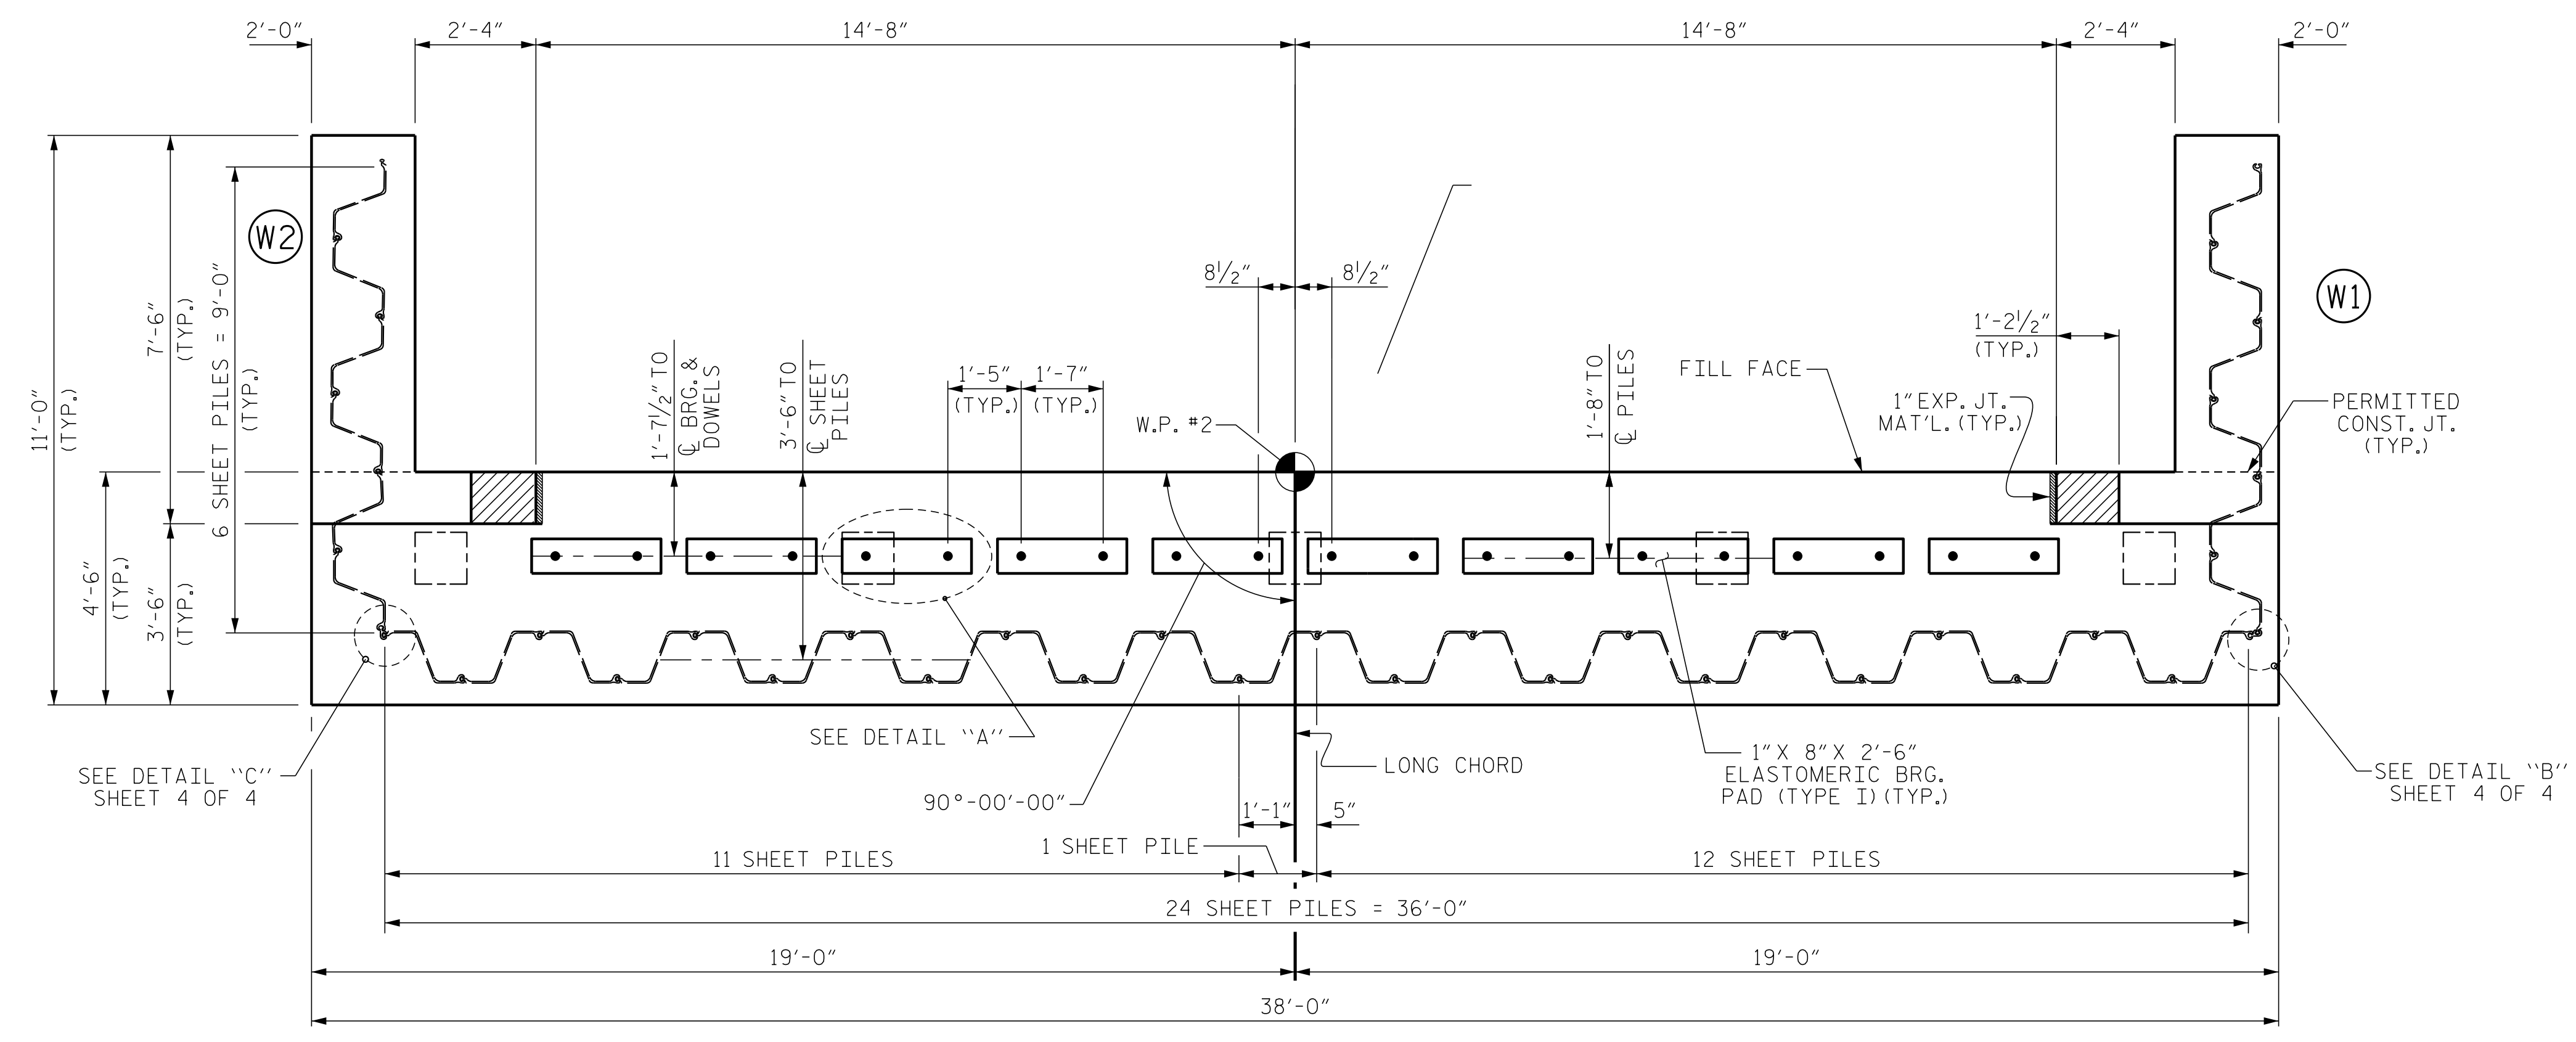 2'-0" 2'-4" 14'-8" 14'-8" 2'-4" 2'-0"
W2
W1
11'-0"
(TYP.)
7'-6"
(TYP.)
6 SHEET PILES = 9'-0"
(TYP.)
4'-6"
(TYP.)
3'-6"
(TYP.)
8½" 8½"
1'-7½" TO
℄ BRG. &
DOWELS
3'-6" TO
℄ SHEET
PILES
1'-5"
(TYP.)
1'-7"
(TYP.)
W.P. #2
1'-8" TO
℄ PILES
FILL FACE
1'-2½"
(TYP.)
1" EXP. JT.
MAT'L. (TYP.)
PERMITTED
CONST. JT.
(TYP.)
SEE DETAIL "A"
SEE DETAIL "C"
SHEET 4 OF 4
90°-00'-00"
LONG CHORD
1" X 8" X 2'-6"
ELASTOMERIC BRG.
PAD (TYPE I) (TYP.)
SEE DETAIL "B"
SHEET 4 OF 4
1'-1" 5"
11 SHEET PILES 1 SHEET PILE 12 SHEET PILES
24 SHEET PILES = 36'-0"
19'-0" 19'-0"
38'-0"